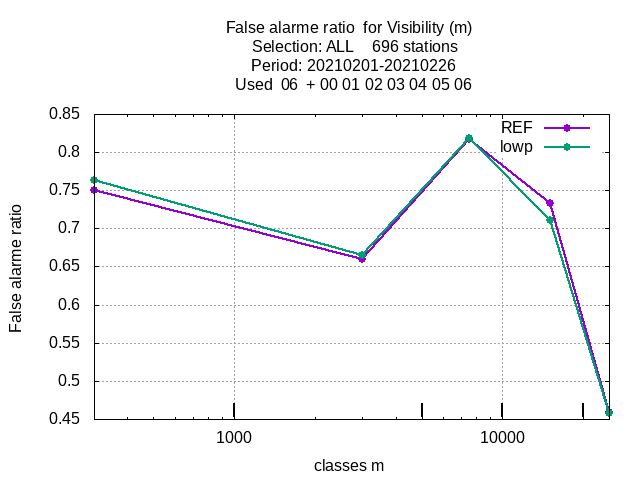 False alarme ratio  for Visibility (m)
Selection: ALL    696 stations
Period: 20210201-20210226
Used  06  + 00 01 02 03 04 05 06
0.85
0.8
0.75
0.7
0.65
0.6
0.55
0.5
0.45
False alarme ratio
REF
lowp
1000
10000
classes m